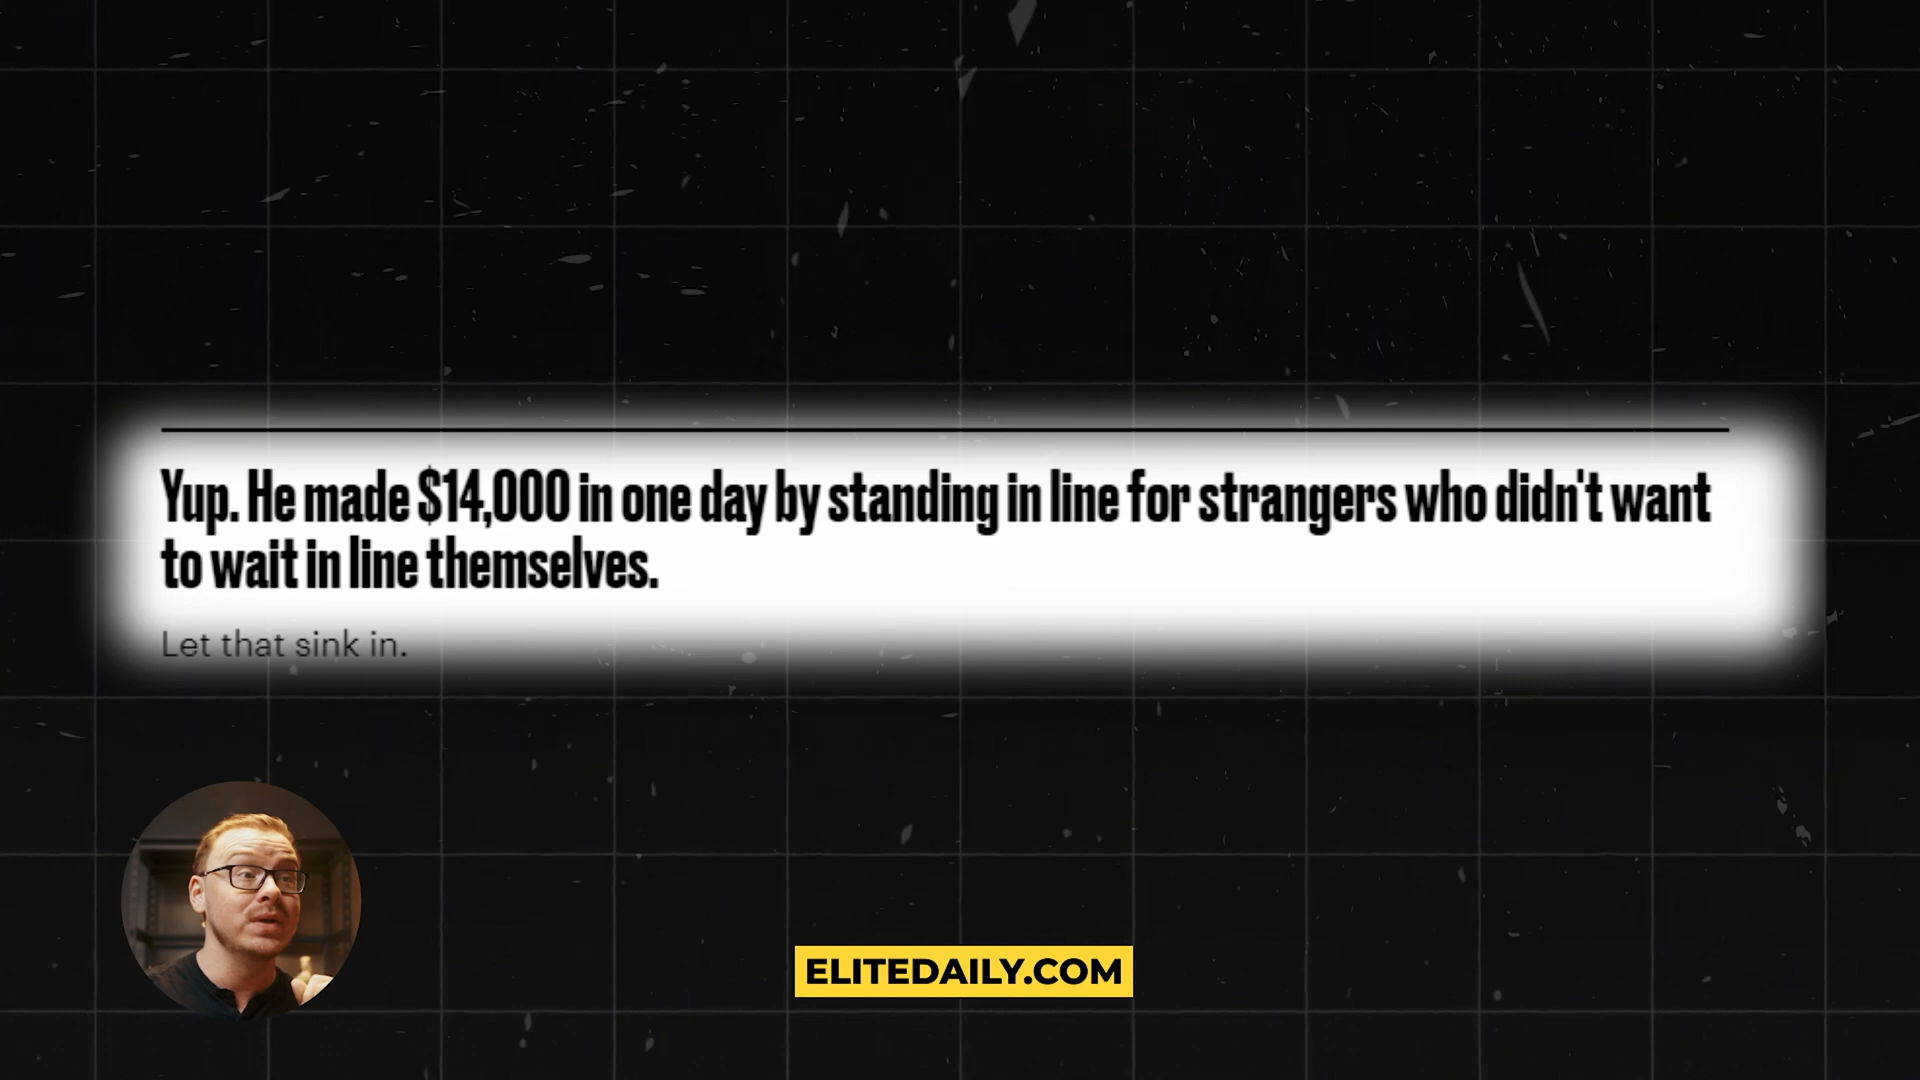 Yup. He made $14,000 in one day by standing in line for strangers who didn't want
to wait in line themselves.
Let that sink in.
ELITEDAILY.COM